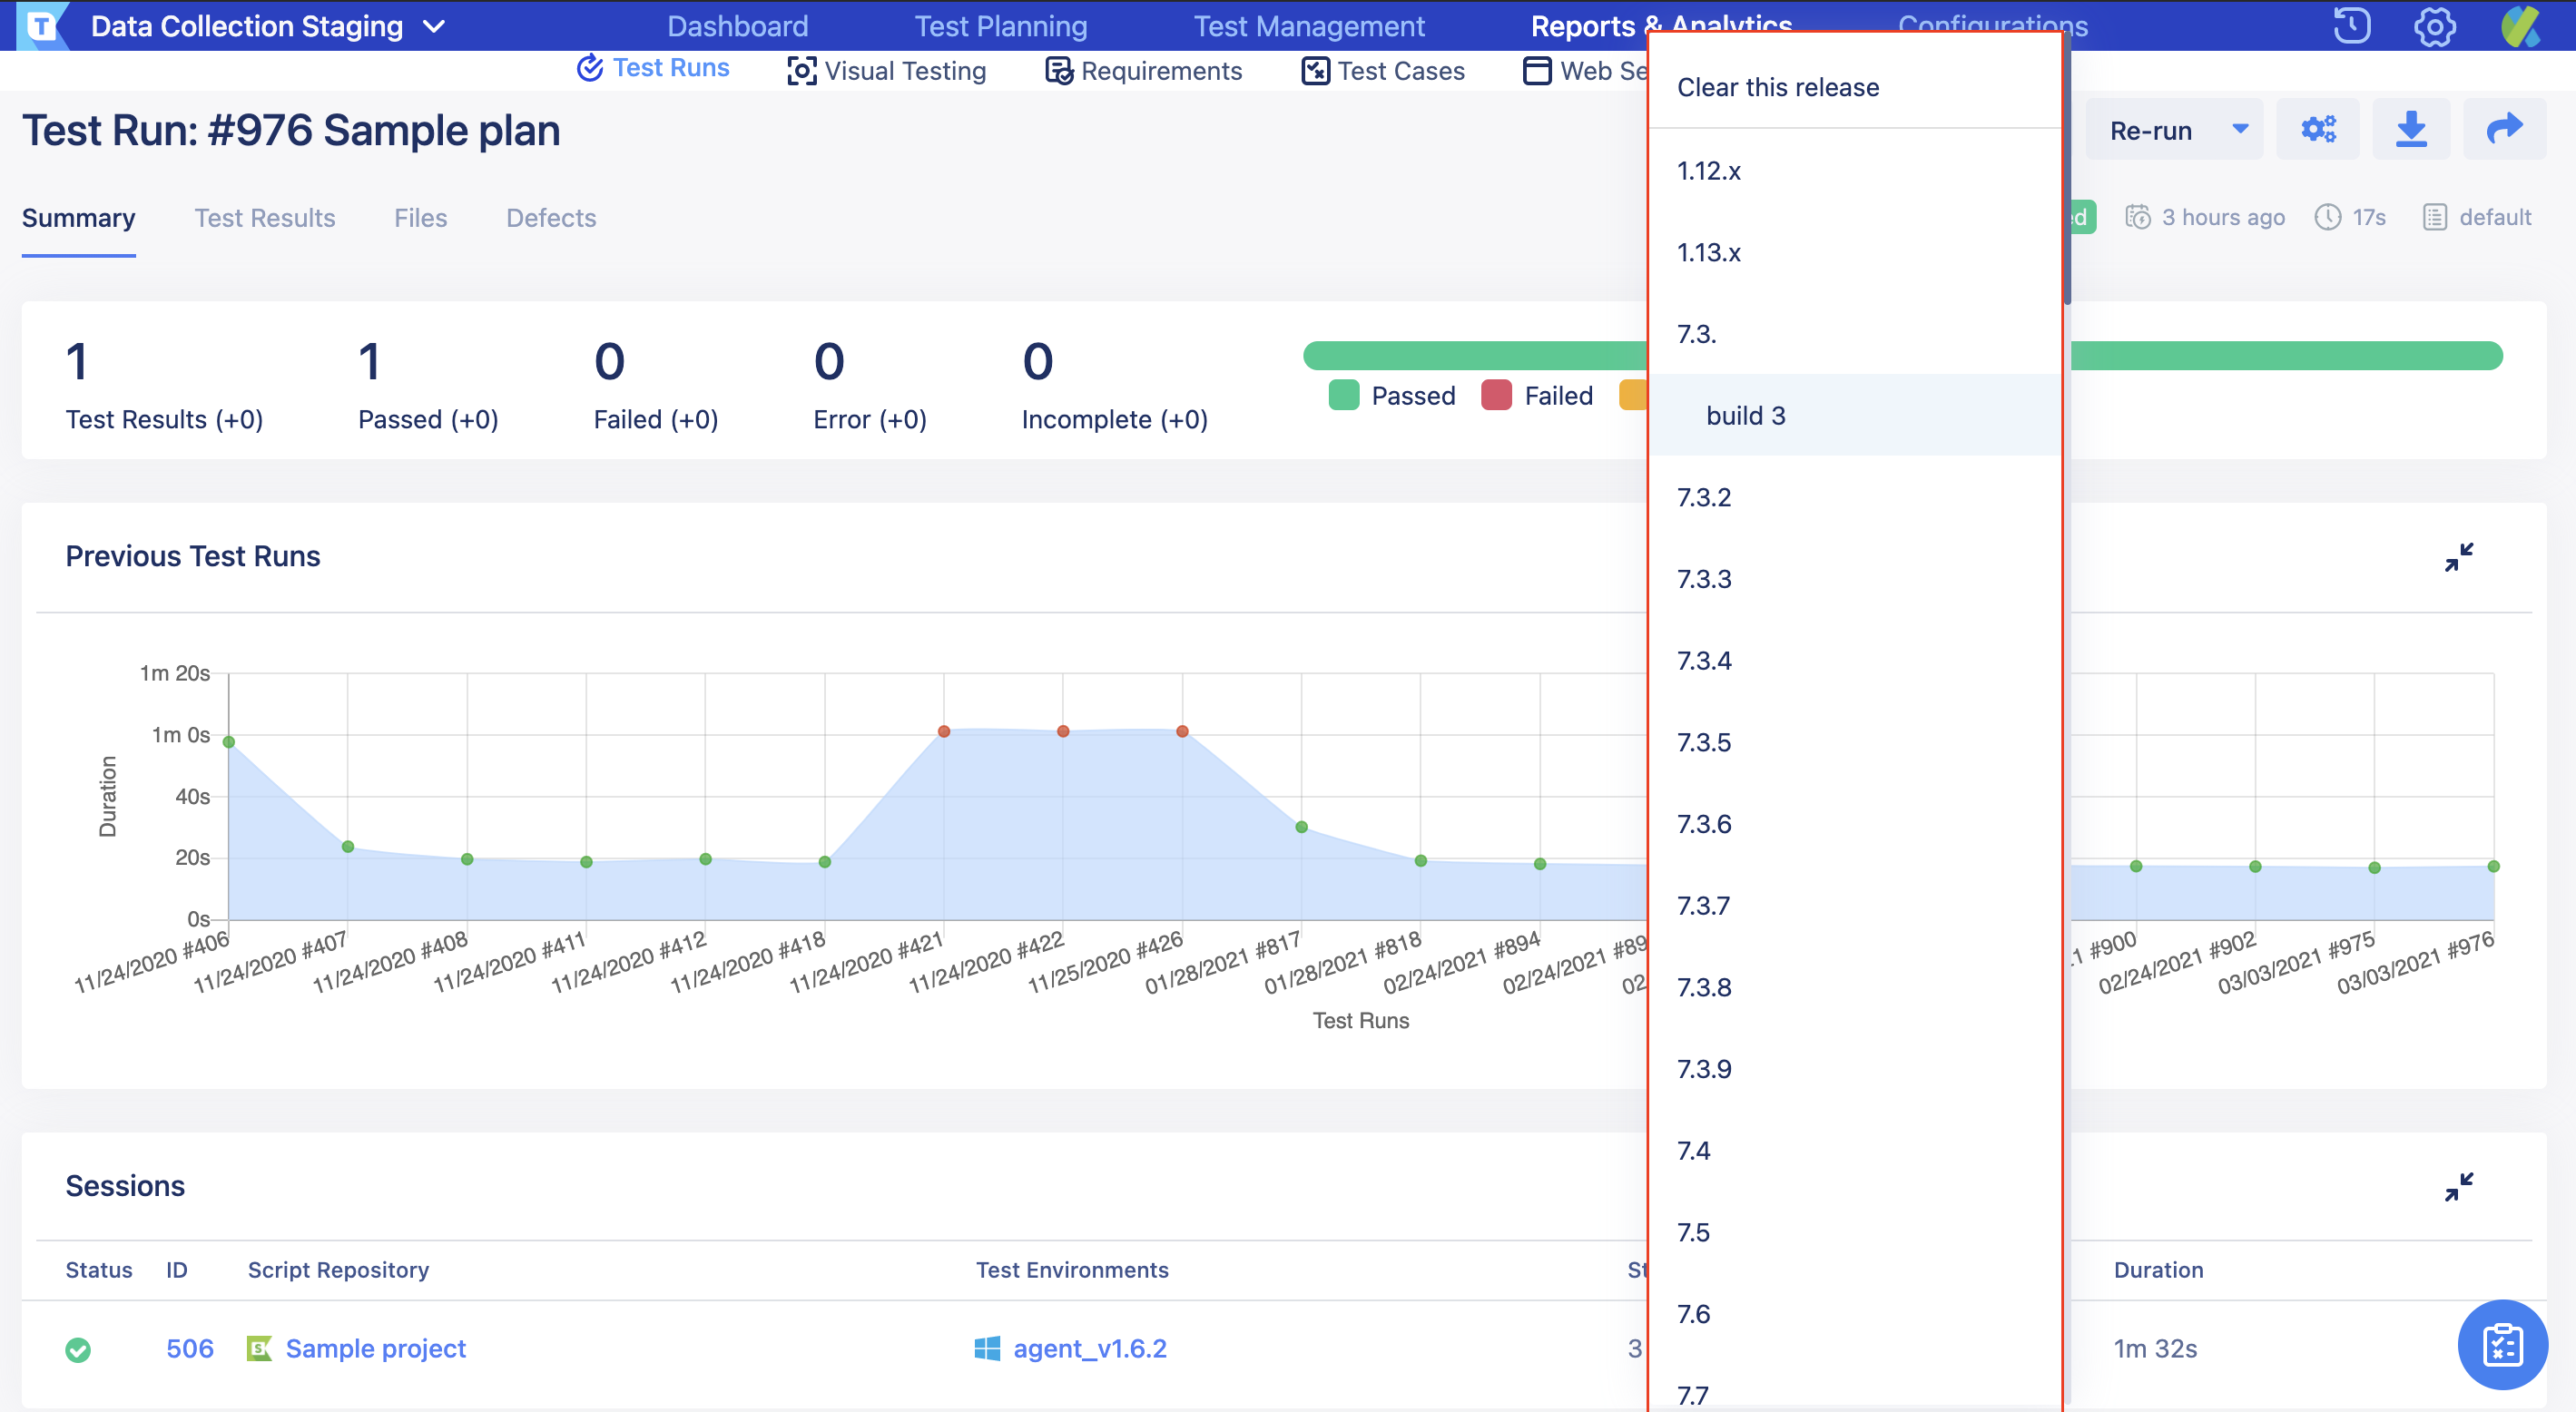 Data Collection Staging
Dashboard
Test Planning
Test Management
Reports & Analytics
Configurations
Test Runs
Visual Testing
Requirements
Test Cases
Web
Test Run: #976 Sample plan
Re-run
Summary
Test Results
Files
Defects
3 hours ago
17s
default
1
Test Results (+0)
1
Passed (+0)
0
Failed (+0)
0
Error (+0)
0
Incomplete (+0)
Passed
Failed
Clear this release
1.12.x
1.13.x
7.3.
build 3
7.3.2
7.3.3
7.3.4
7.3.5
7.3.6
7.3.7
7.3.8
7.3.9
7.4
7.5
7.6
7.7
Previous Test Runs
Duration
1m 20s
1m 0s
40s
20s
0s
11/24/2020 #406
11/24/2020 #407
11/24/2020 #408
11/24/2020 #411
11/24/2020 #412
11/24/2020 #418
11/24/2020 #421
11/24/2020 #422
11/25/2020 #426
01/28/2021 #817
01/28/2021 #818
02/24/2021 #894
02/24/2021
#900
02/24/2021 #902
03/03/2021 #975
03/03/2021 #976
Test Runs
Sessions
Status
ID
Script Repository
Test Environments
Duration
506
Sample project
agent_v1.6.2
3
1m 32s